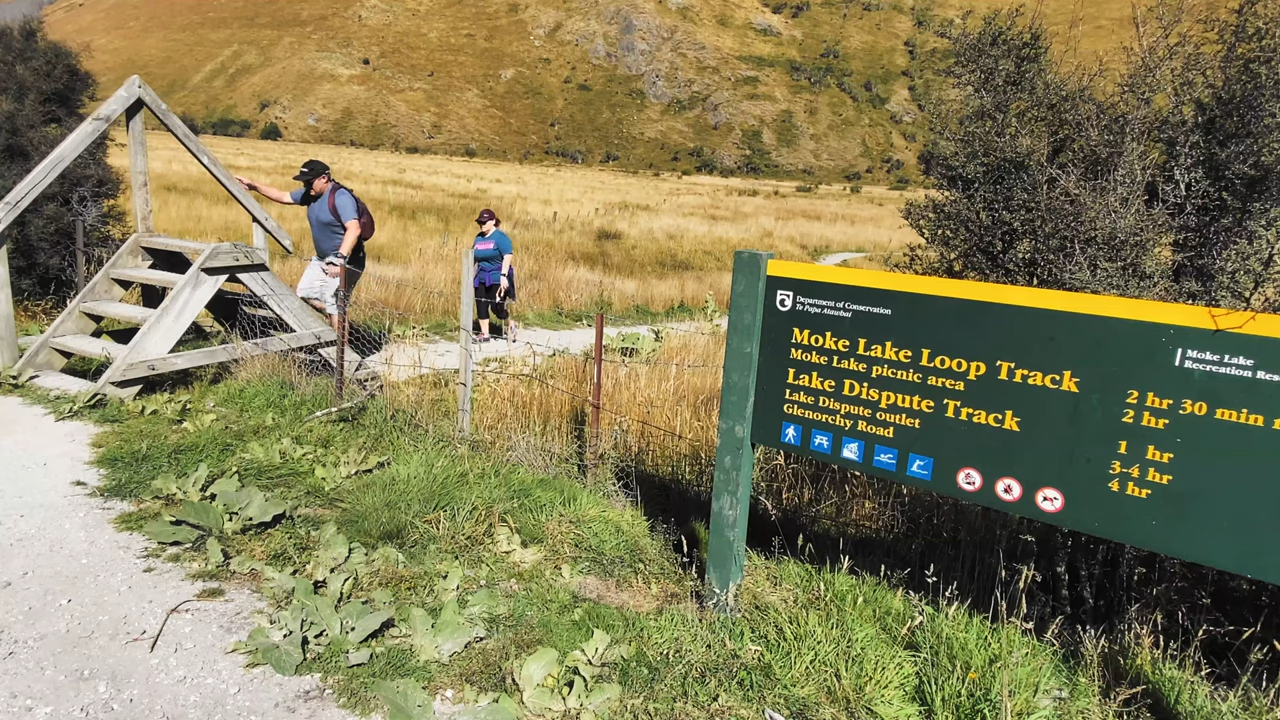 Department of Conservation
Te Papa Atawhai
Moke Lake
Recreation Res
Moke Lake Loop Track
2 hr 30 min
Moke Lake picnic area
2 hr
Lake Dispute Track
1 hr
Lake Dispute outlet
3-4 hr
Glenorchy Road
4 hr